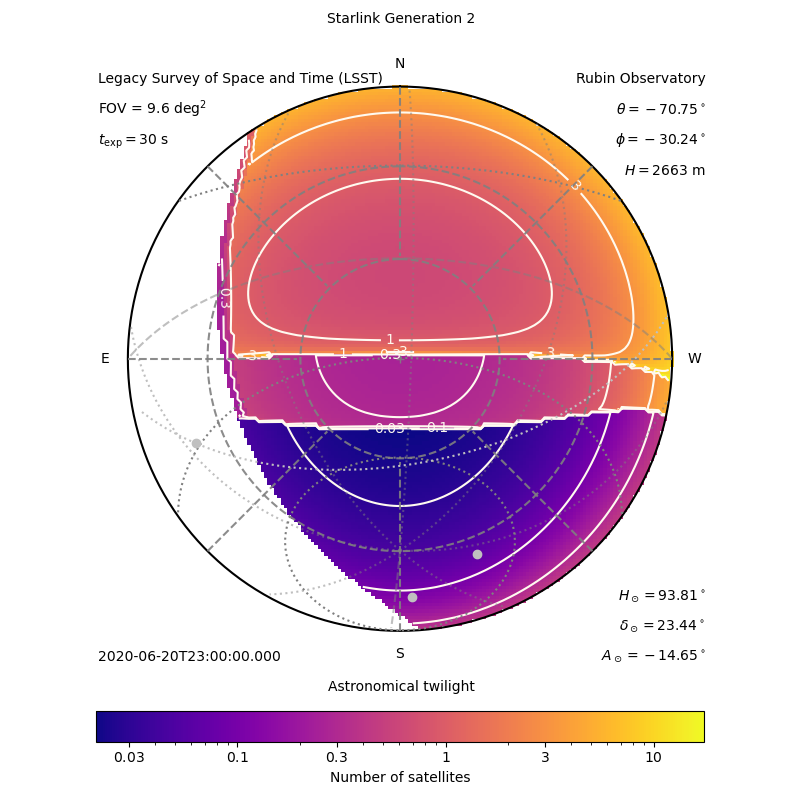 Starlink Generation 2
N
Legacy Survey of Space and Time (LSST)
Rubin Observatory
FOV = 9.6 deg²
θ = −70.75°
t_exp = 30 s
ϕ = −30.24°
H = 2663 m
3
0.3
1
3
1
0.3
3
3
E
W
0.03
0.1
H☉ = 93.81°
δ☉ = 23.44°
2020-06-20T23:00:00.000
S
A☉ = −14.65°
Astronomical twilight
0.03
0.1
0.3
1
3
10
Number of satellites